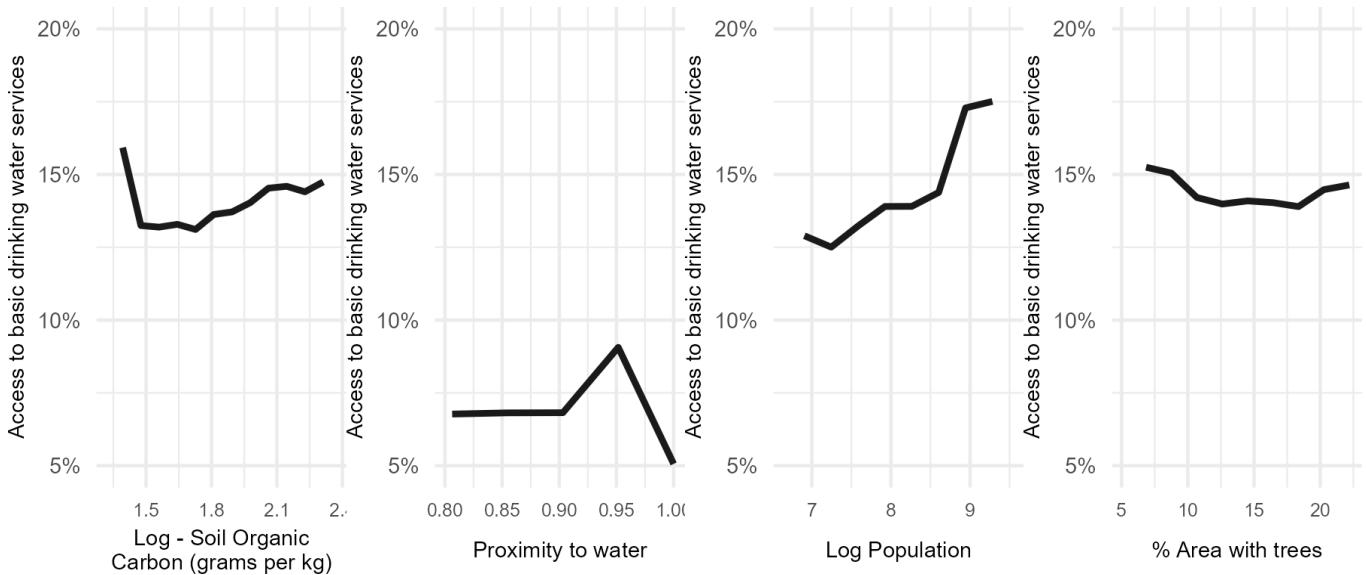 Access to basic drinking water services
20%
15%
10%
5%
1.5 1.8 2.1 2.
Log - Soil Organic
Carbon (grams per kg)
Access to basic drinking water services
20%
15%
10%
5%
0.80 0.85 0.90 0.95 1.00
Proximity to water
Access to basic drinking water services
20%
15%
10%
5%
7 8 9
Log Population
Access to basic drinking water services
20%
15%
10%
5%
5 10 15 20
% Area with trees